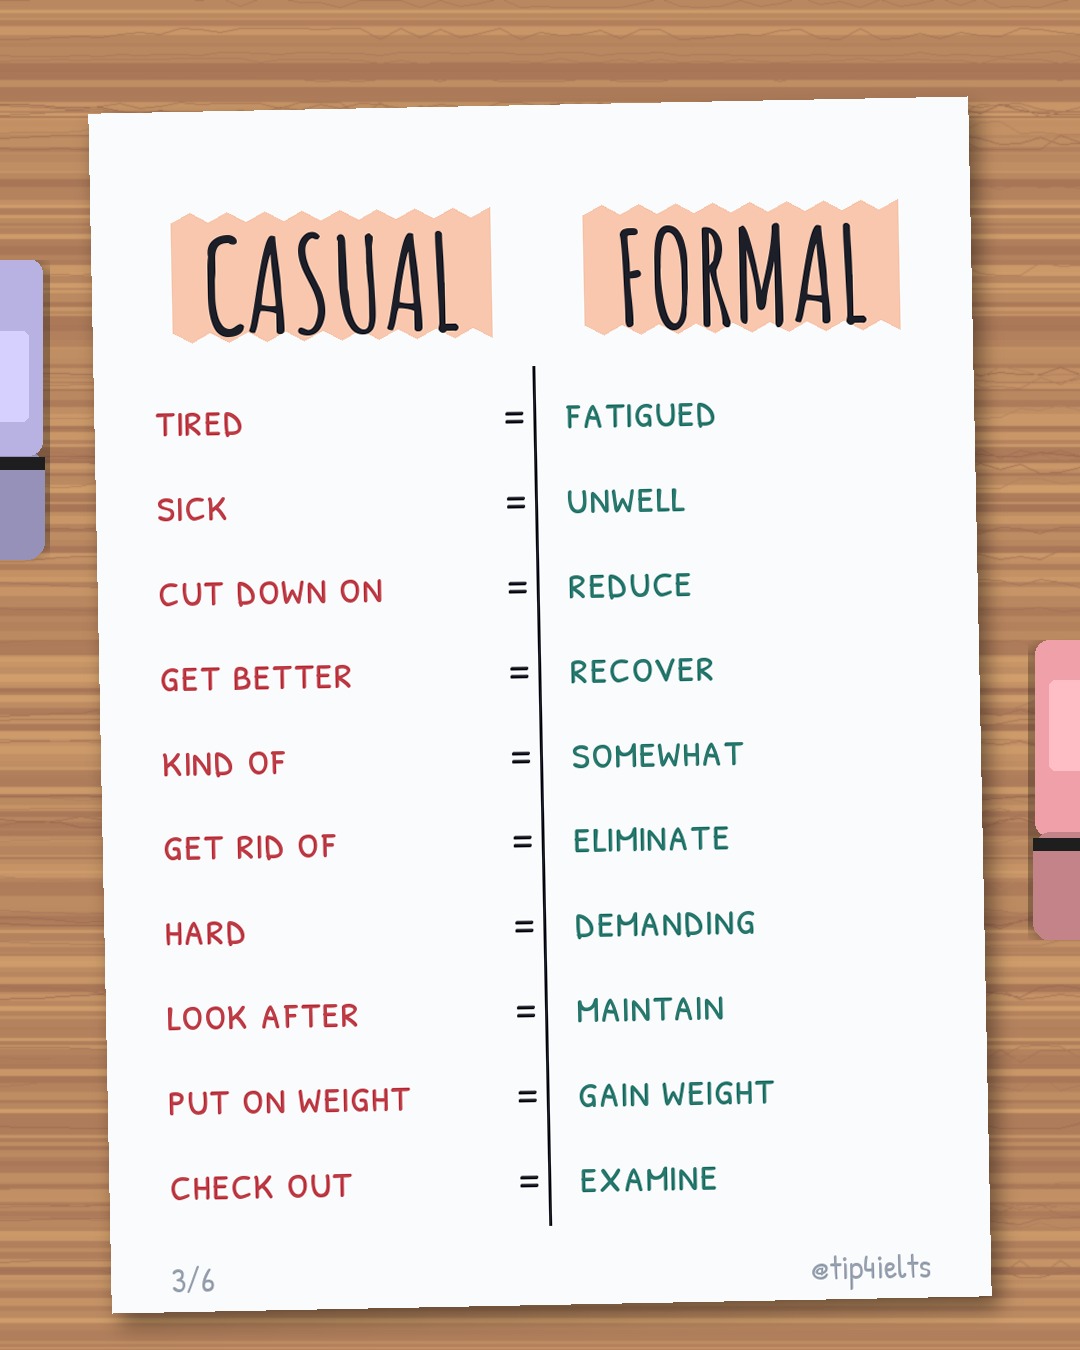 CASUAL FORMAL
TIRED = FATIGUED
SICK = UNWELL
CUT DOWN ON = REDUCE
GET BETTER = RECOVER
KIND OF = SOMEWHAT
GET RID OF = ELIMINATE
HARD = DEMANDING
LOOK AFTER = MAINTAIN
PUT ON WEIGHT = GAIN WEIGHT
CHECK OUT = EXAMINE
3/6 @tip4ielts